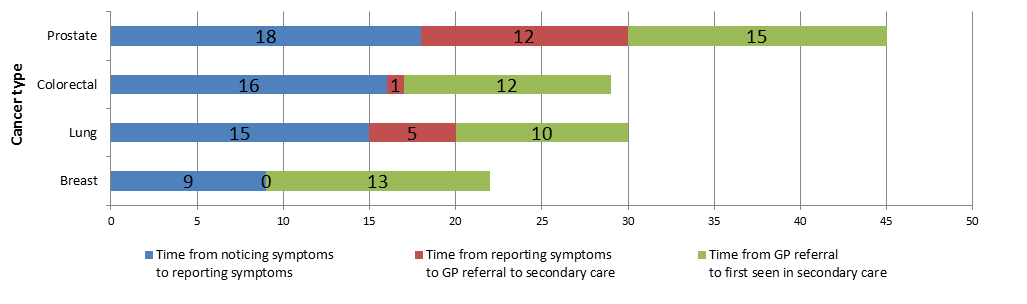 Cancer type
Prostate
18 12 15
Colorectal
16 1 12
Lung
15 5 10
Breast
9 0 13
0 5 10 15 20 25 30 35 40 45 50
Time from noticing symptoms
to reporting symptoms
Time from reporting symptoms
to GP referral to secondary care
Time from GP referral
to first seen in secondary care